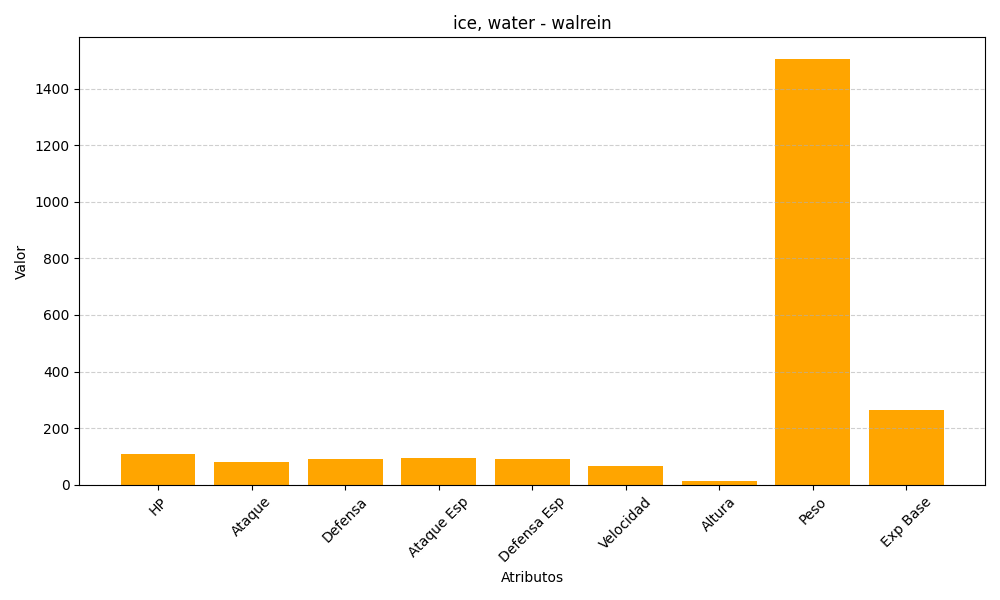 ice, water - walrein
Valor
1400
1200
1000
800
600
400
200
0
HP
Ataque
Defensa
Ataque Esp
Defensa Esp
Velocidad
Altura
Peso
Exp Base
Atributos